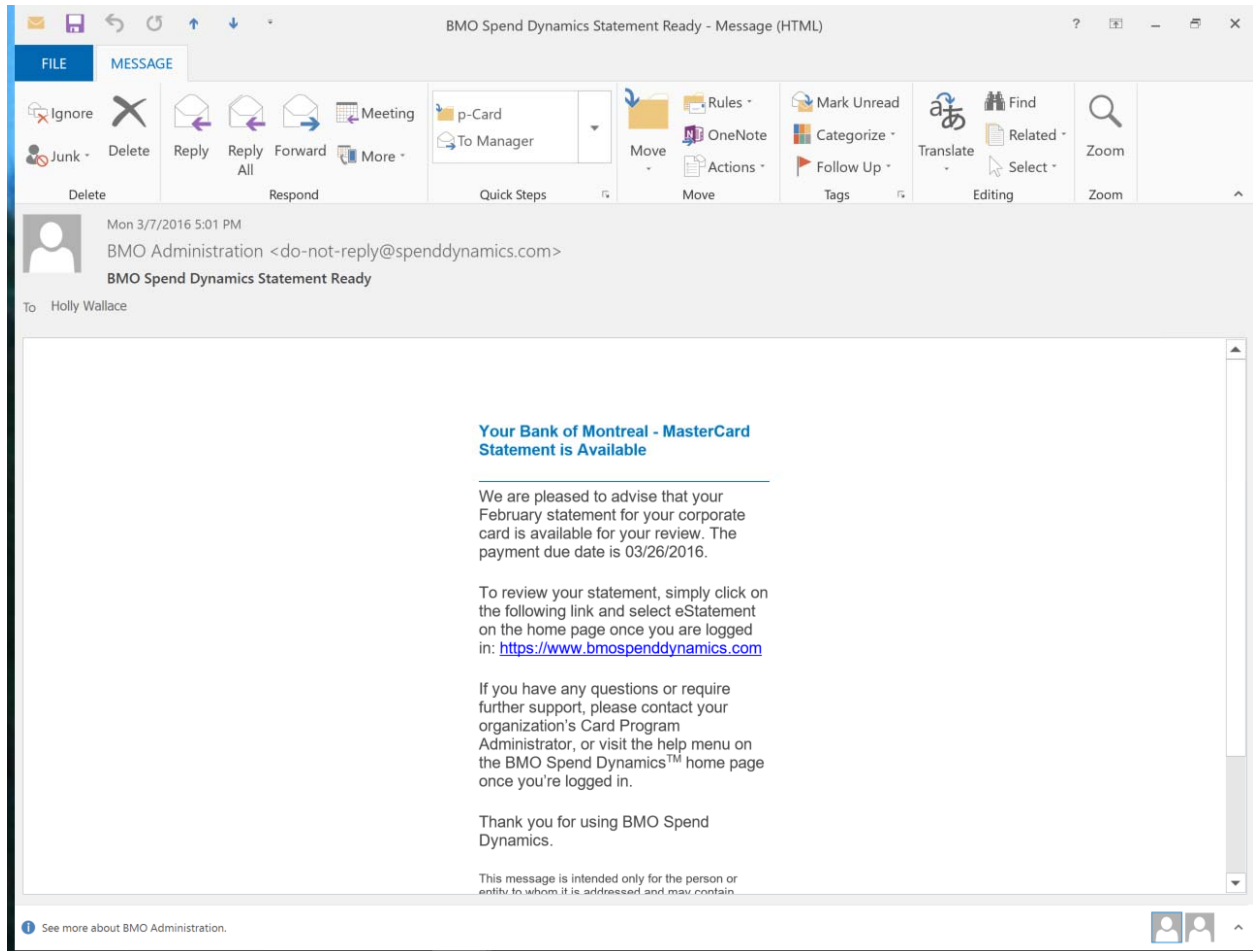 BMO Spend Dynamics Statement Ready - Message (HTML)
?
FILE
MESSAGE
Ignore
Junk
Delete
Delete
Reply
Reply All
Forward
Meeting
More
Respond
p-Card
To Manager
Quick Steps
Move
Rules
OneNote
Actions
Move
Mark Unread
Categorize
Follow Up
Tags
Translate
Find
Related
Select
Editing
Zoom
Zoom
Mon 3/7/2016 5:01 PM
BMO Administration <do-not-reply@spenddynamics.com>
BMO Spend Dynamics Statement Ready
To Holly Wallace
Your Bank of Montreal - MasterCard
Statement is Available
We are pleased to advise that your
February statement for your corporate
card is available for your review. The
payment due date is 03/26/2016.
To review your statement, simply click on
the following link and select eStatement
on the home page once you are logged
in: https://www.bmospenddynamics.com
If you have any questions or require
further support, please contact your
organization's Card Program
Administrator, or visit the help menu on
the BMO Spend Dynamics™ home page
once you're logged in.
Thank you for using BMO Spend
Dynamics.
This message is intended only for the person or
entity to whom it is addressed and may contain
See more about BMO Administration.